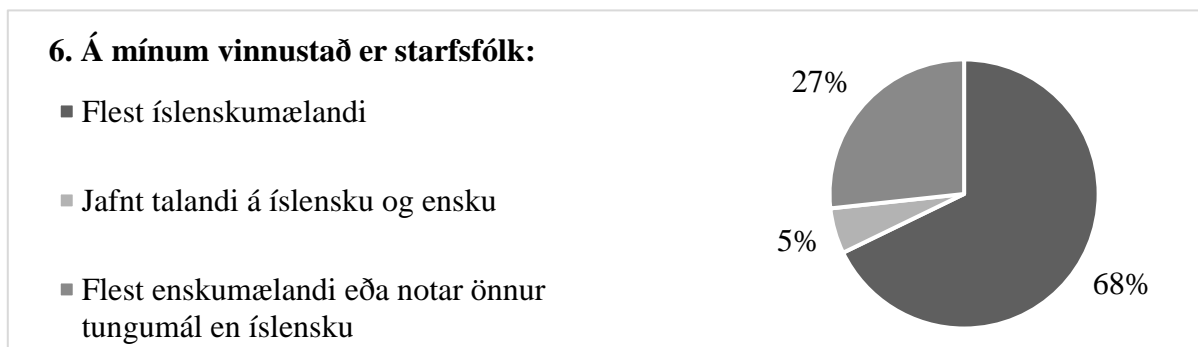 6. Á mínum vinnustað er starfsfólk:
Flest íslenskumælandi
Jafnt talandi á íslensku og ensku
Flest enskumælandi eða notar önnur
tungumál en íslensku
27%
5%
68%